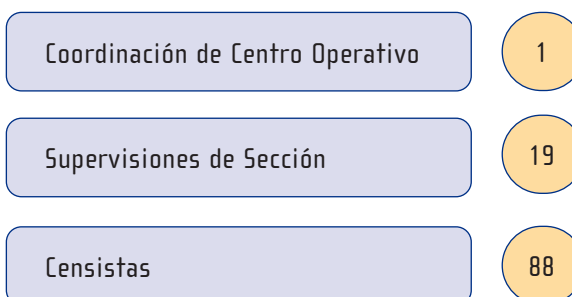 Coordinación de Centro Operativo 1
Supervisiones de Sección 19
Censistas 88